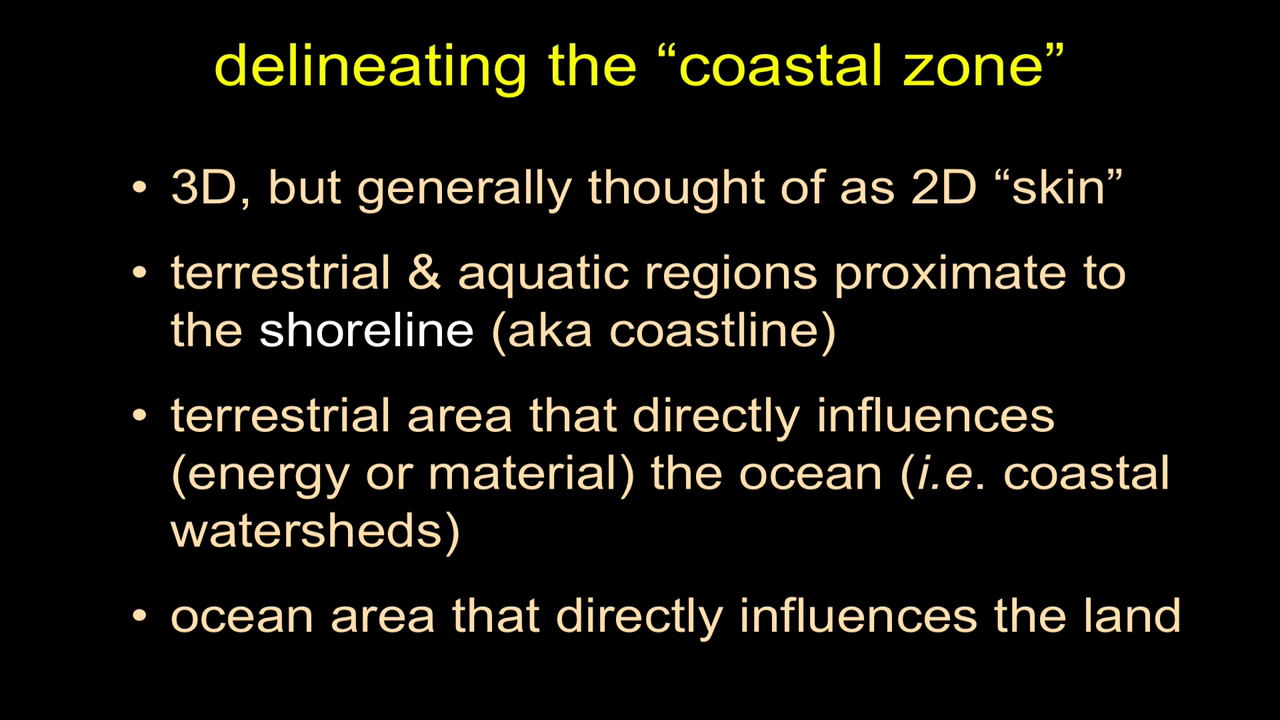 delineating the “coastal zone”
• 3D, but generally thought of as 2D “skin”
• terrestrial & aquatic regions proximate to
the shoreline (aka coastline)
• terrestrial area that directly influences
(energy or material) the ocean (i.e. coastal
watersheds)
• ocean area that directly influences the land